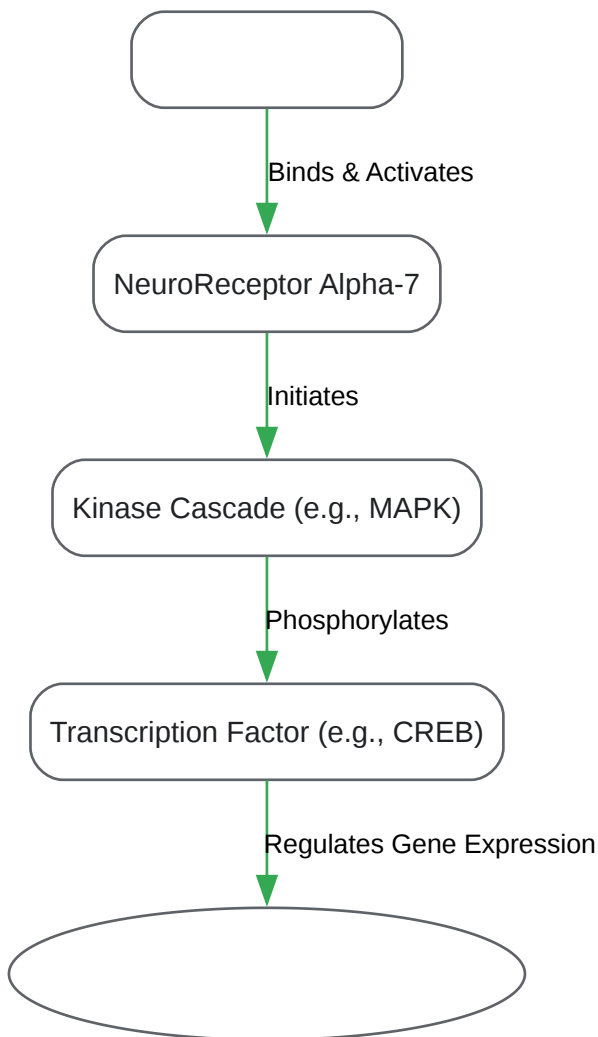 Binds & Activates
NeuroReceptor Alpha-7
Initiates
Kinase Cascade (e.g., MAPK)
Phosphorylates
Transcription Factor (e.g., CREB)
Regulates Gene Expression